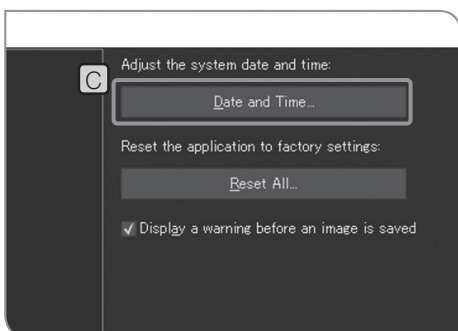 Adjust the system date and time:
C
Date and Time...
Reset the application to factory settings:
Reset All...
Display a warning before an image is saved